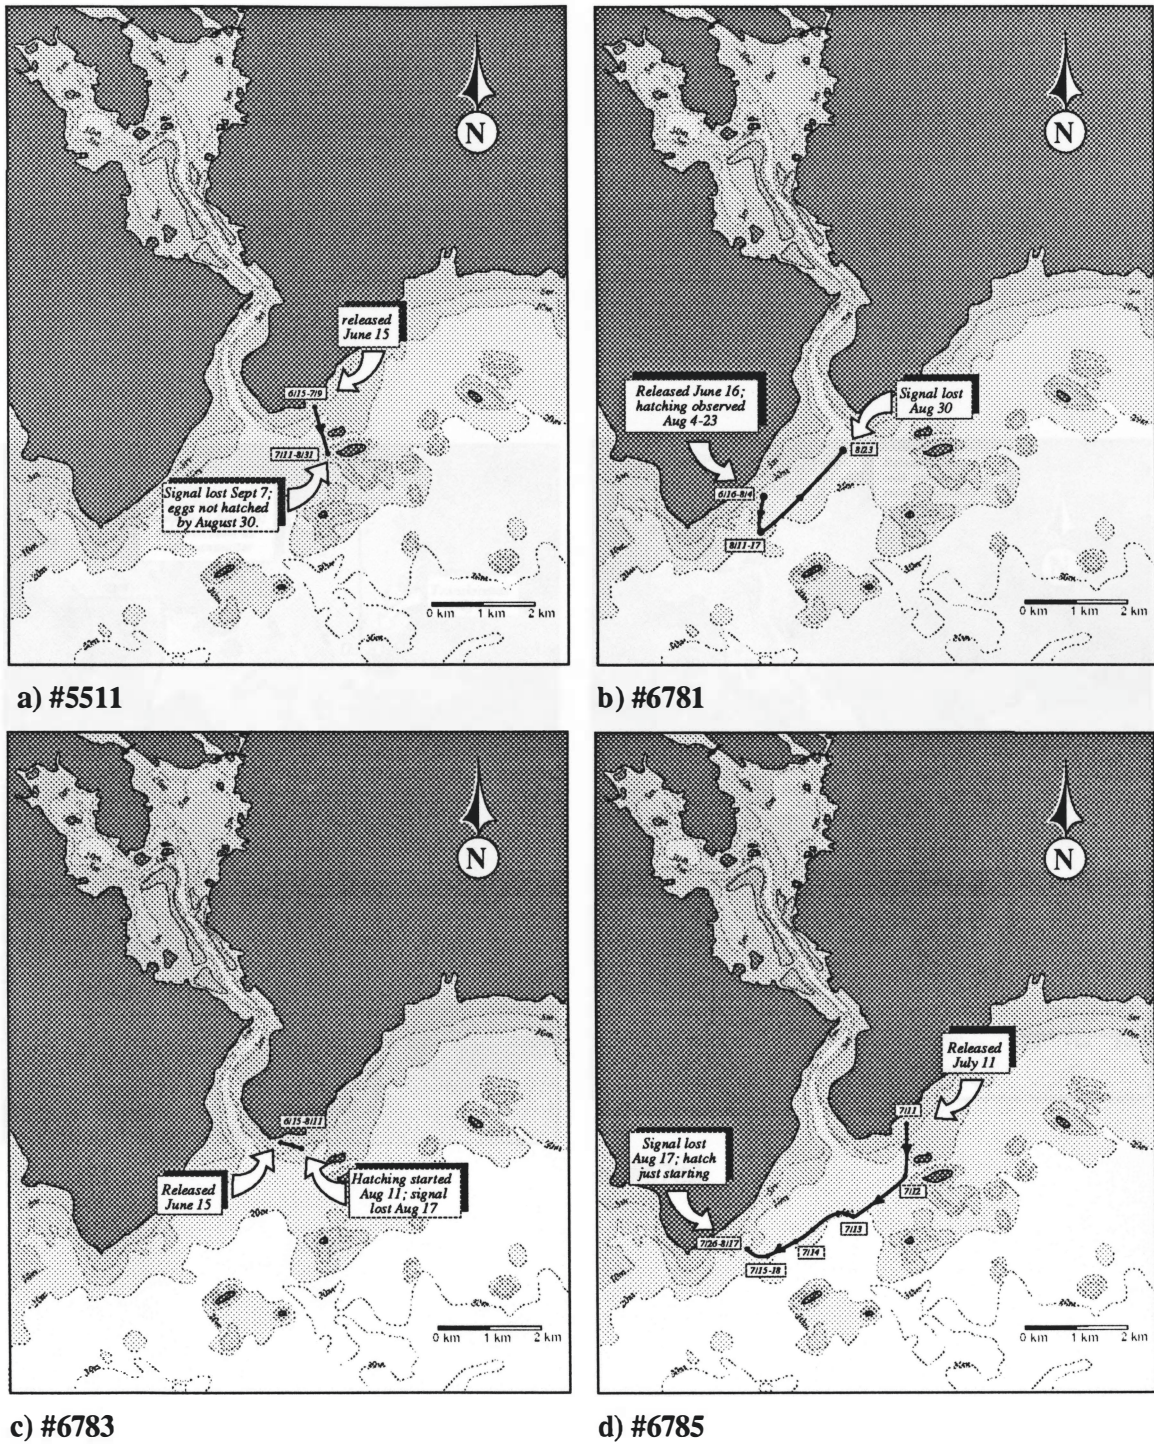 N
released
June 15
6/15-7/9
7/11-8/31
Signal lost Sept 7;
eggs not hatched
by August 30.
0 km 1 km 2 km
a) #5511
N
Released June 16;
hatching observed
Aug 4-23
Signal lost
Aug 30
8/23
6/16-8/4
8/11-17
20m
0 km 1 km 2 km
b) #6781
N
6/15-8/11
Released
June 15
Hatching started
Aug 11; signal
lost Aug 17
20m
0 km 1 km 2 km
c) #6783
N
Released
July 11
7/11
Signal lost
Aug 17; hatch
just starting
7/12
7/13
7/26-8/17
7/14
7/15-18
0 km 1 km 2 km
d) #6785